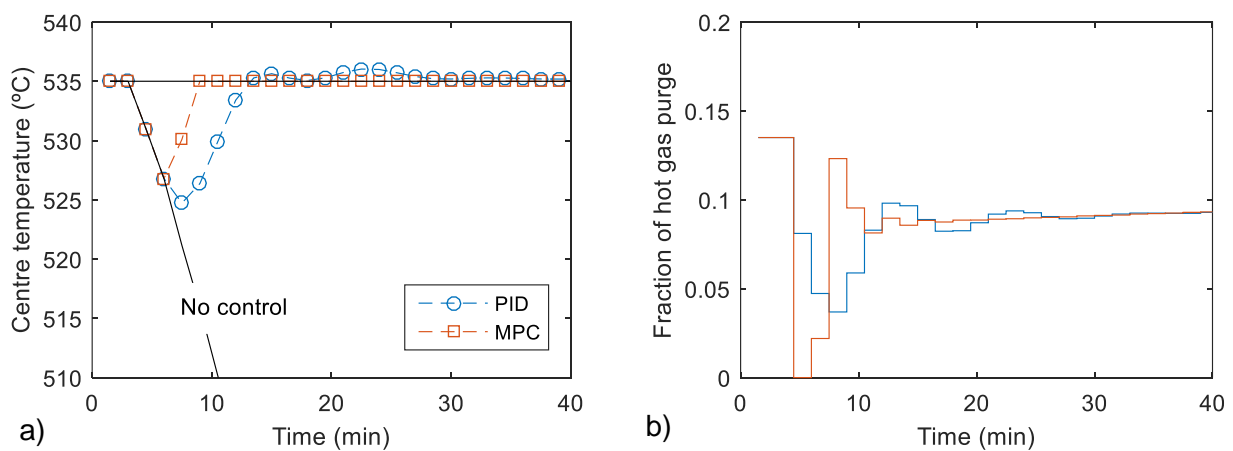 540
535
530
525
520
515
510
Centre temperature (ºC)
No control
PID
MPC
0
10
20
30
40
Time (min)
a)
0.2
0.15
0.1
0.05
0
Fraction of hot gas purge
0
10
20
30
40
Time (min)
b)